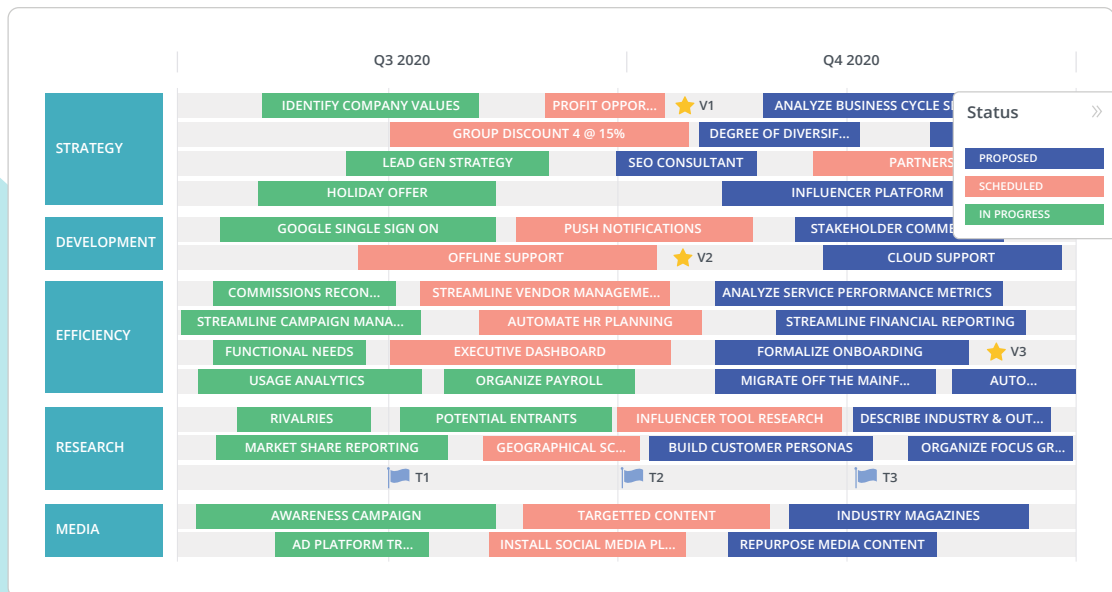 Q3 2020 Q4 2020
STRATEGY
IDENTIFY COMPANY VALUES PROFIT OPPOR... V1 ANALYZE BUSINESS CYCLE
GROUP DISCOUNT 4 @ 15% DEGREE OF DIVERSIF...
LEAD GEN STRATEGY SEO CONSULTANT PARTNERS
HOLIDAY OFFER INFLUENCER PLATFORM
Status
PROPOSED
SCHEDULED
IN PROGRESS
DEVELOPMENT
GOOGLE SINGLE SIGN ON PUSH NOTIFICATIONS STAKEHOLDER
OFFLINE SUPPORT V2 CLOUD SUPPORT
EFFICIENCY
COMMISSIONS RECON... STREAMLINE VENDOR MANAGEME... ANALYZE SERVICE PERFORMANCE METRICS
STREAMLINE CAMPAIGN MANA... AUTOMATE HR PLANNING STREAMLINE FINANCIAL REPORTING
FUNCTIONAL NEEDS EXECUTIVE DASHBOARD FORMALIZE ONBOARDING V3
USAGE ANALYTICS ORGANIZE PAYROLL MIGRATE OFF THE MAINF... AUTO...
RESEARCH
RIVALRIES POTENTIAL ENTRANTS INFLUENCER TOOL RESEARCH DESCRIBE INDUSTRY & OUT...
MARKET SHARE REPORTING GEOGRAPHICAL SC... BUILD CUSTOMER PERSONAS ORGANIZE FOCUS GR...
T1 T2 T3
MEDIA
AWARENESS CAMPAIGN TARGETTED CONTENT INDUSTRY MAGAZINES
AD PLATFORM TR... INSTALL SOCIAL MEDIA PL... REPURPOSE MEDIA CONTENT